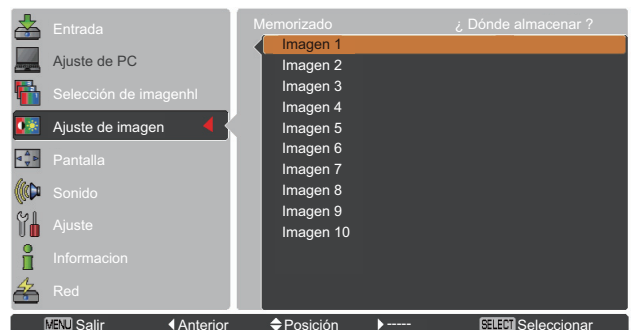 Entrada
Ajuste de PC
Selección de imagenhl
Ajuste de imagen
Pantalla
Sonido
Ajuste
Informacion
Red
Memorizado ¿ Dónde almacenar ?
Imagen 1
Imagen 2
Imagen 3
Imagen 4
Imagen 5
Imagen 6
Imagen 7
Imagen 8
Imagen 9
Imagen 10
MENU Salir Anterior Posición ----- SELECT Seleccionar